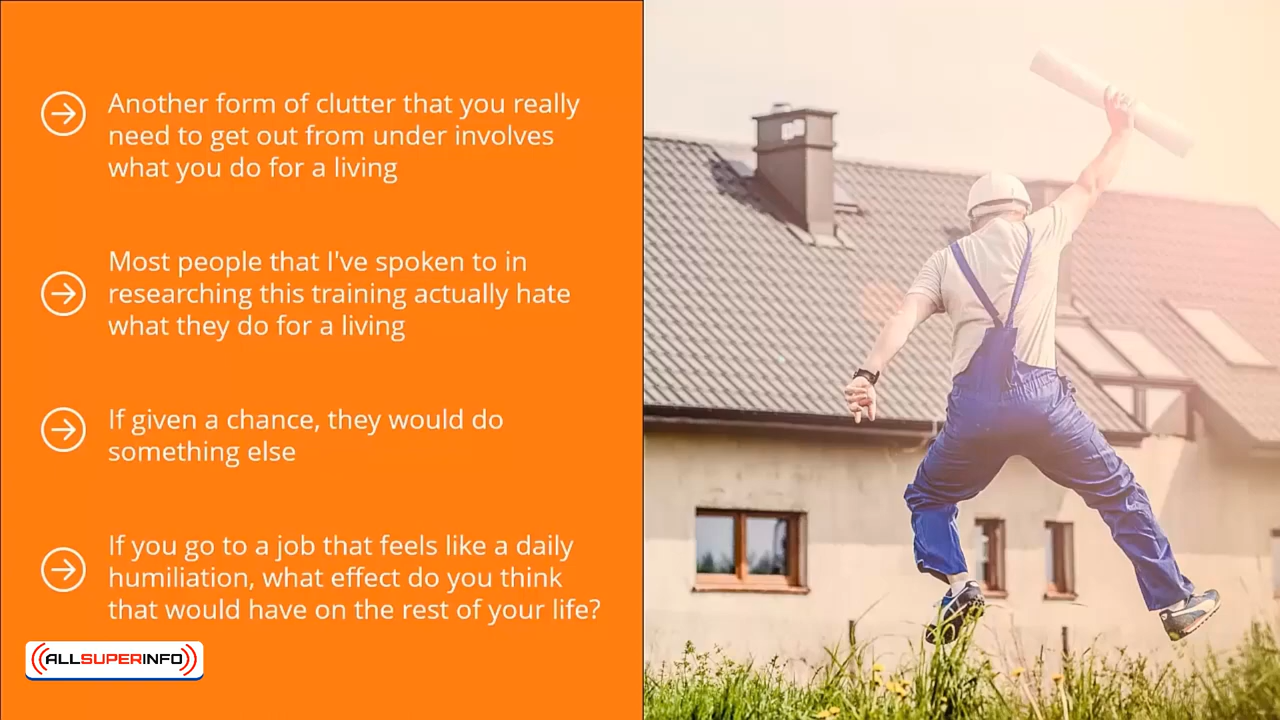 Another form of clutter that you really
need to get out from under involves
what you do for a living
Most people that I've spoken to in
researching this training actually hate
what they do for a living
If given a chance, they would do
something else
If you go to a job that feels like a daily
humiliation, what effect do you think
that would have on the rest of your life?
ALLSUPERINFO